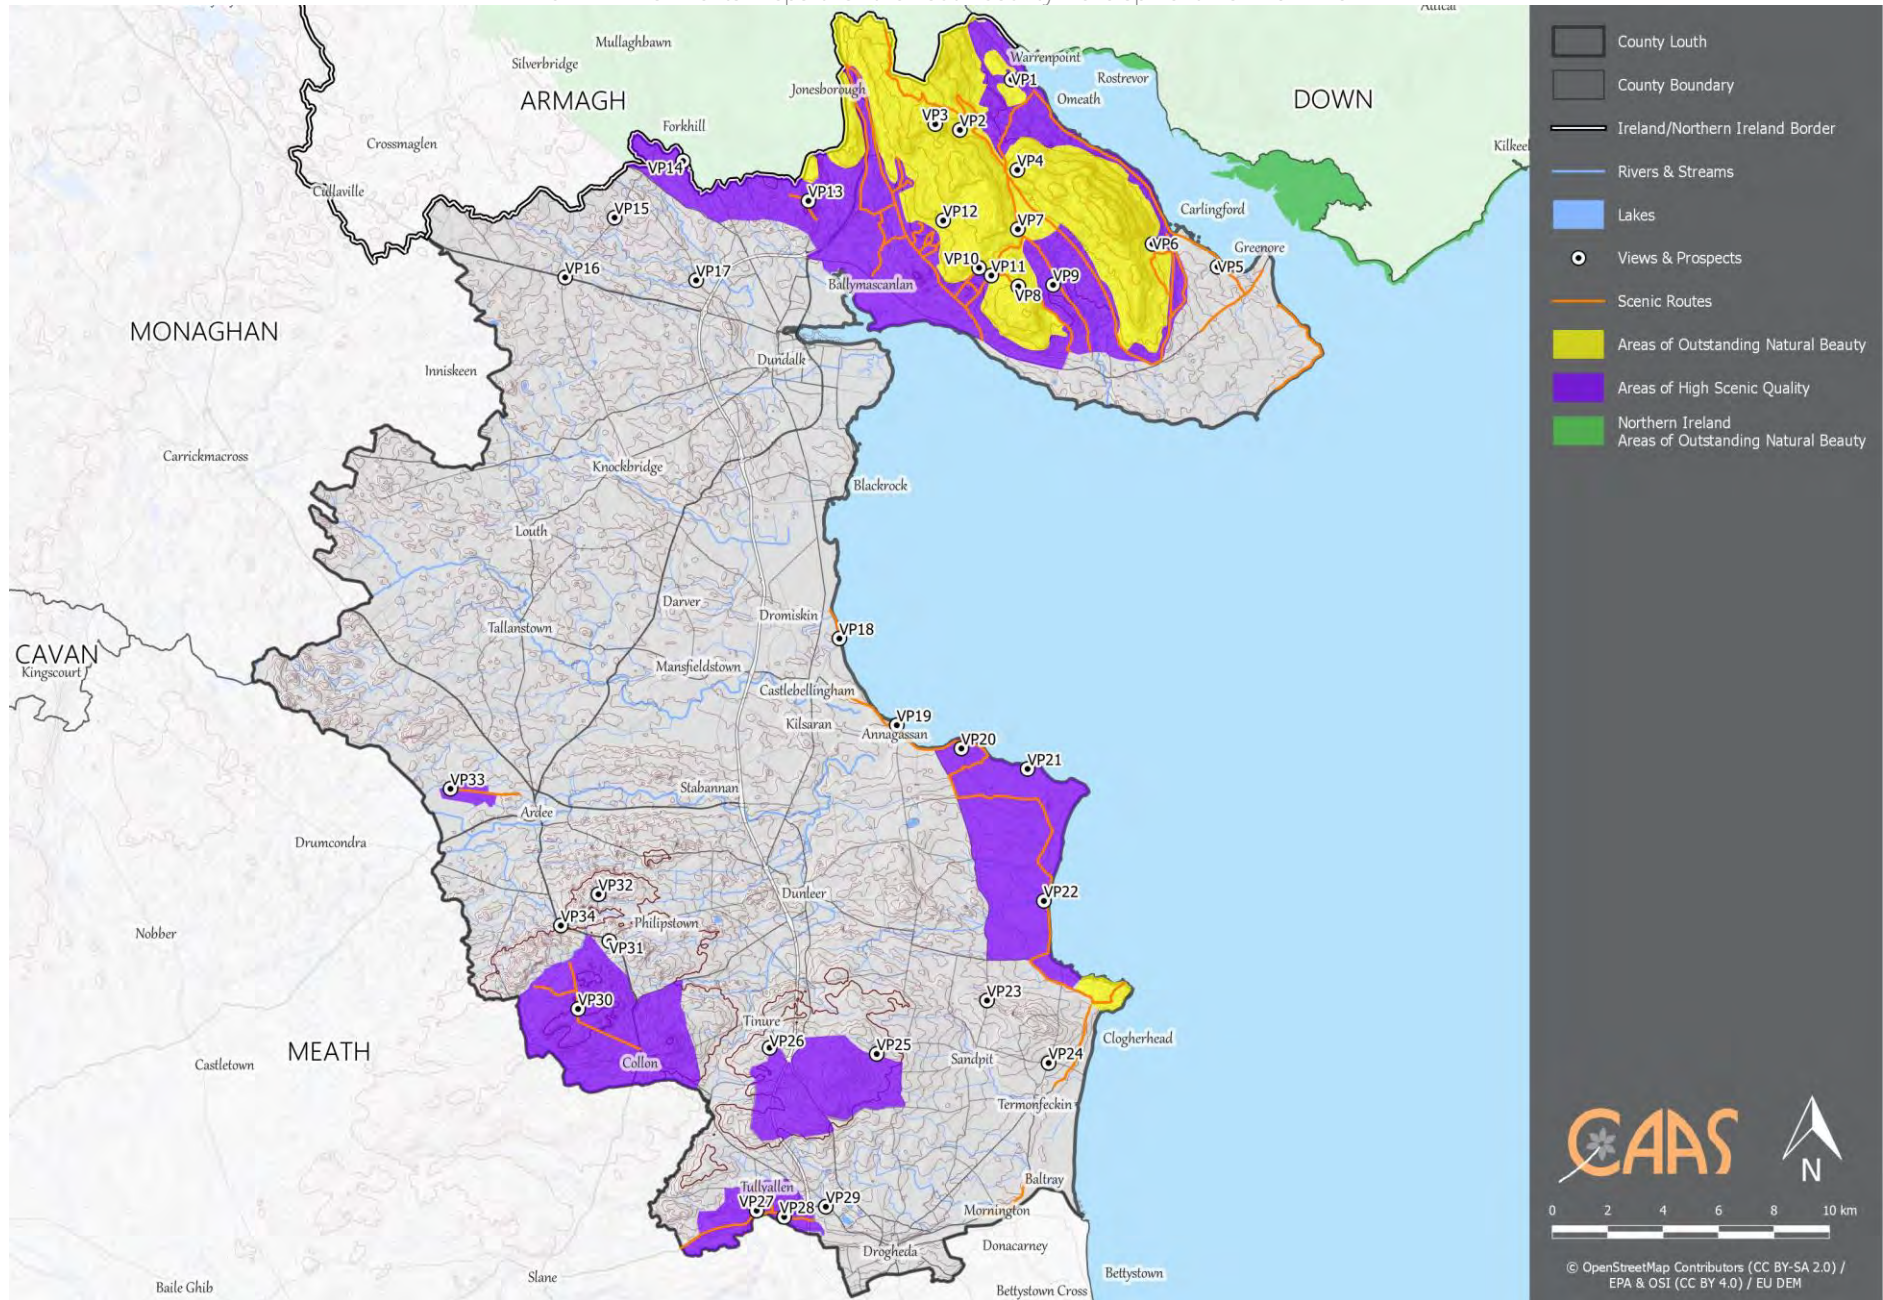 Mullaghbawn
Silverbridge
ARMAGH
Jonesborough
Warrenpoint
VP1
Rostrevor
Omeath
DOWN
Crossmaglen
Forkhill
VP3
VP2
Kilkeel
VP14
VP4
Cullaville
VP13
VP15
VP12
VP7
Carlingford
VP6
Greenore
VP16
VP17
VP10
VP11
VP5
Ballymascanlan
VP8
VP9
MONAGHAN
Inniskeen
Dundalk
Carrickmacross
Knockbridge
Blackrock
Louth
Darver
Dromiskin
Tallanstown
VP18
CAVAN
Kingscourt
Mansfieldstown
Castlebellingham
Kilsaran
VP19
Annagassan
VP20
VP21
VP33
Stabannan
Ardee
Drumcondra
VP32
Dunleer
VP22
VP34
Philipstown
Nobber
VP31
VP30
VP23
Tinure
VP26
VP25
Clogherhead
MEATH
Castletown
Collon
Sandpit
VP24
Termonfeckin
Tullyallen
Baltray
VP27
VP28
VP29
Mornington
Drogheda
Donacarney
Slane
Bettystown
Baile Ghib
Bettystown Cross
County Louth
County Boundary
Ireland/Northern Ireland Border
Rivers & Streams
Lakes
Views & Prospects
Scenic Routes
Areas of Outstanding Natural Beauty
Areas of High Scenic Quality
Northern Ireland
Areas of Outstanding Natural Beauty
CAAS
N
0 2 4 6 8 10 km
© OpenStreetMap Contributors (CC BY-SA 2.0) /
EPA & OSI (CC BY 4.0) / EU DEM